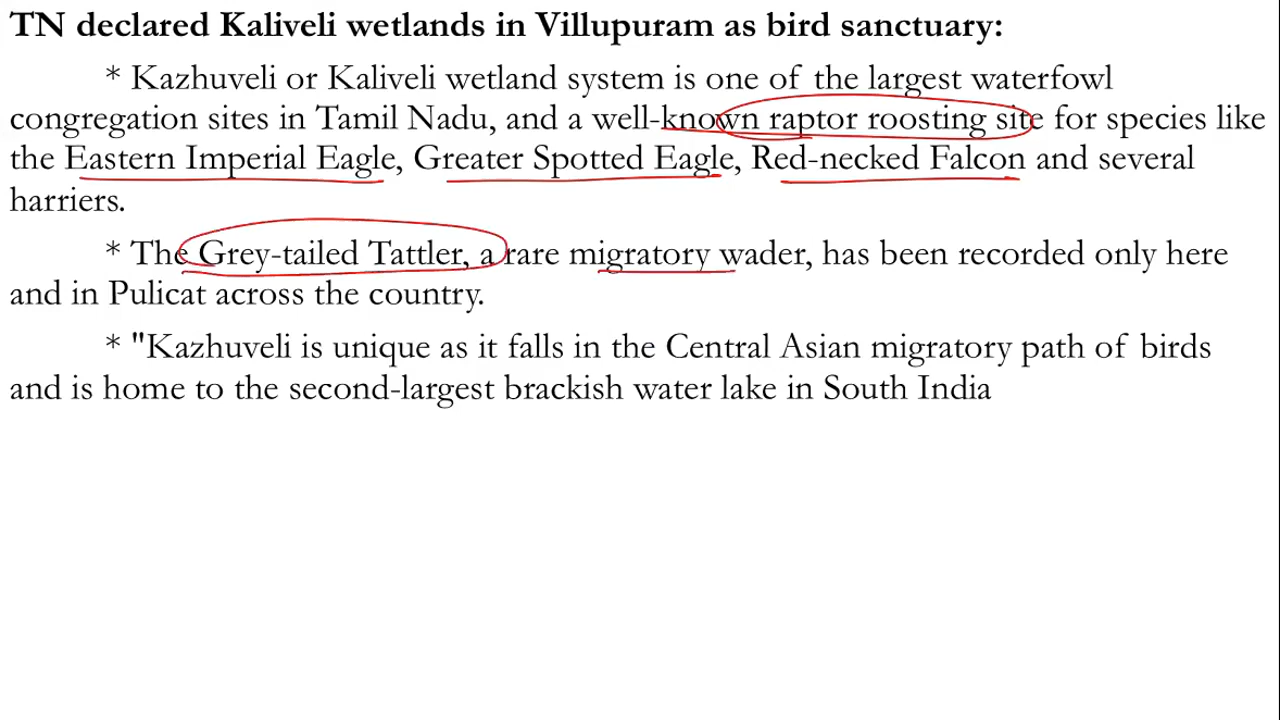 TN declared Kaliveli wetlands in Villupuram as bird sanctuary:
* Kazhuveli or Kaliveli wetland system is one of the largest waterfowl
congregation sites in Tamil Nadu, and a well-known raptor roosting site for species like
the Eastern Imperial Eagle, Greater Spotted Eagle, Red-necked Falcon and several
harriers.
* The Grey-tailed Tattler, a rare migratory wader, has been recorded only here
and in Pulicat across the country.
* "Kazhuveli is unique as it falls in the Central Asian migratory path of birds
and is home to the second-largest brackish water lake in South India